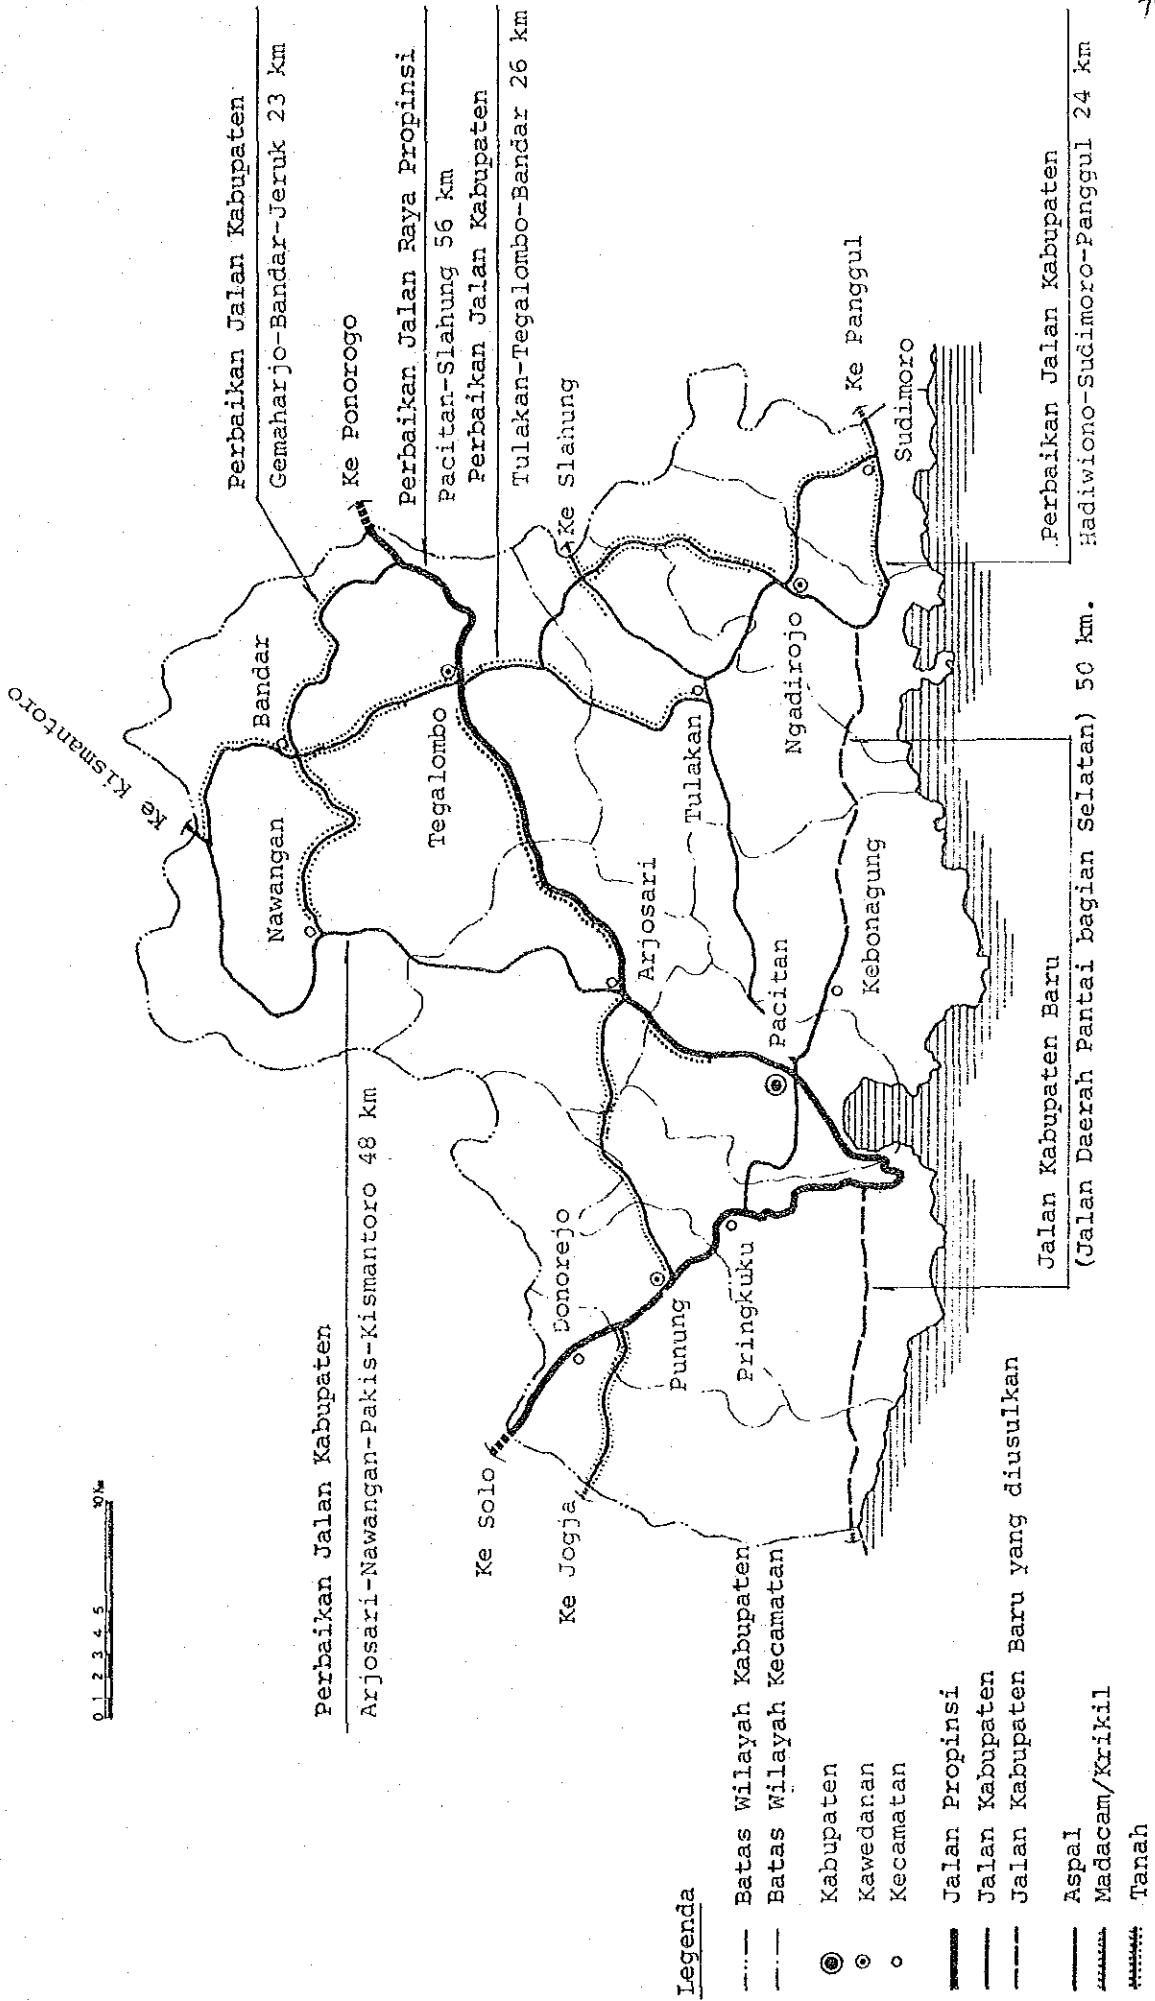 0 1 2 3 4 5 10 Km
Perbaikan Jalan Kabupaten
Arjosari-Nawangan-Pakis-Kismantoro 48 km
Ke Kismantoro
Perbaikan Jalan Kabupaten
Gemaharjo-Bandar-Jeruk 23 km
Ke Ponorogo
Perbaikan Jalan Raya Propinsi
Pacitan-Slahung 56 km
Perbaikan Jalan Kabupaten
Tulakan-Tegalombo-Bandar 26 km
Nawangan
Bandar
Tegalombo
Ke Slahung
Ke Solo
Ke Jogja
Donorejo
Arjosari
Tulakan
Punung
Pringkuku
Pacitan
Ngadirojo
Kebonagung
Ke Panggul
Sudimoro
Jalan Kabupaten Baru
(Jalan Daerah Pantai bagian Selatan) 50 km.
Perbaikan Jalan Kabupaten
Hadiwiono-Sudimoro-Panggul 24 km
Legenda
Batas Wilayah Kabupaten
Batas Wilayah Kecamatan
Kabupaten
Kawedanan
Kecamatan
Jalan Propinsi
Jalan Kabupaten
Jalan Kabupaten Baru yang diusulkan
Aspal
Madacam/Krikil
Tanah